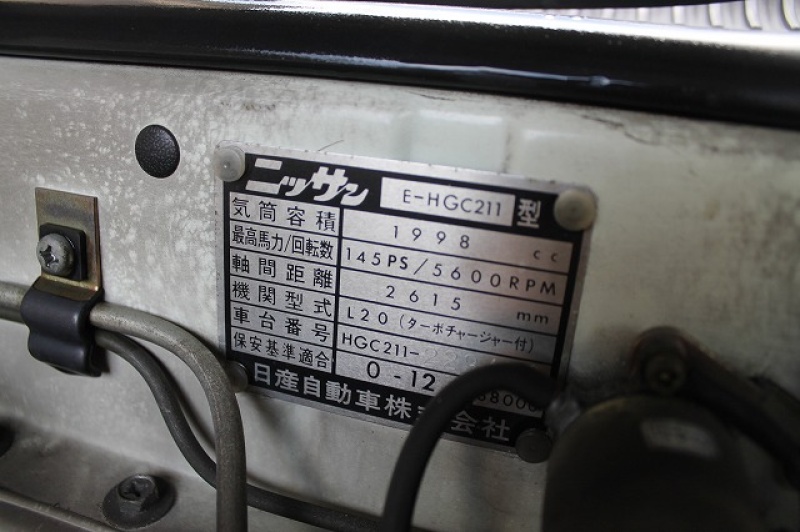 ニッサン E-HGC211 型
気筒容積 1998 cc
最高馬力/回転数 145PS/5600RPM
軸間距離 2615 mm
機関型式 L20(ターボチャージャー付)
車台番号 HGC211-
保安基準適合 0-12
日産自動車株式会社